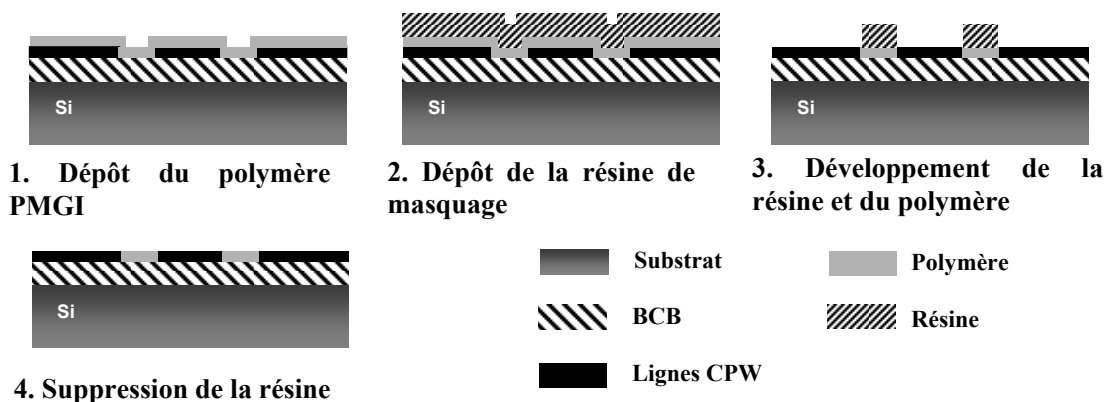 Si
Si
Si
1. Dépôt du polymère
PMGI
2. Dépôt de la résine de
masquage
3. Développement de la
résine et du polymère
Si
4. Suppression de la résine
Substrat
Polymère
BCB
Résine
Lignes CPW